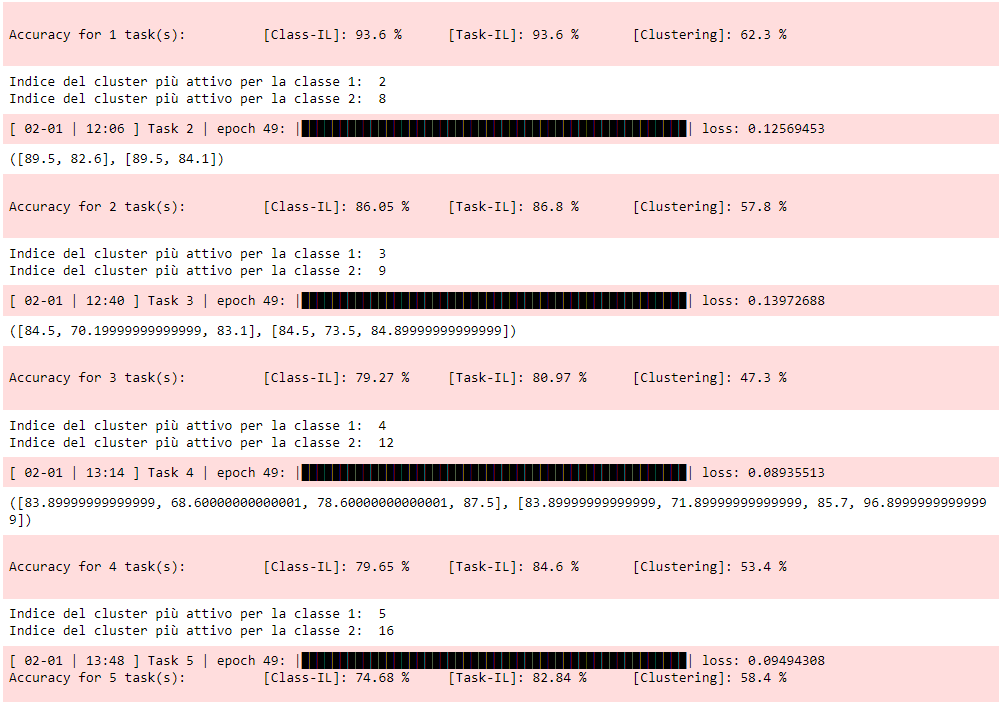 Accuracy for 1 task(s): [Class-IL]: 93.6 % [Task-IL]: 93.6 % [Clustering]: 62.3 %
Indice del cluster più attivo per la classe 1: 2
Indice del cluster più attivo per la classe 2: 8
[ 02-01 | 12:06 ] Task 2 | epoch 49: | | loss: 0.12569453
([89.5, 82.6], [89.5, 84.1])
Accuracy for 2 task(s): [Class-IL]: 86.05 % [Task-IL]: 86.8 % [Clustering]: 57.8 %
Indice del cluster più attivo per la classe 1: 3
Indice del cluster più attivo per la classe 2: 9
[ 02-01 | 12:40 ] Task 3 | epoch 49: | | loss: 0.13972688
([84.5, 70.19999999999999, 83.1], [84.5, 73.5, 84.89999999999999])
Accuracy for 3 task(s): [Class-IL]: 79.27 % [Task-IL]: 80.97 % [Clustering]: 47.3 %
Indice del cluster più attivo per la classe 1: 4
Indice del cluster più attivo per la classe 2: 12
[ 02-01 | 13:14 ] Task 4 | epoch 49: | | loss: 0.08935513
([83.89999999999999, 68.60000000000001, 78.60000000000001, 87.5], [83.89999999999999, 71.89999999999999, 85.7, 96.8999999999999
9])
Accuracy for 4 task(s): [Class-IL]: 79.65 % [Task-IL]: 84.6 % [Clustering]: 53.4 %
Indice del cluster più attivo per la classe 1: 5
Indice del cluster più attivo per la classe 2: 16
[ 02-01 | 13:48 ] Task 5 | epoch 49: | | loss: 0.09494308
Accuracy for 5 task(s): [Class-IL]: 74.68 % [Task-IL]: 82.84 % [Clustering]: 58.4 %